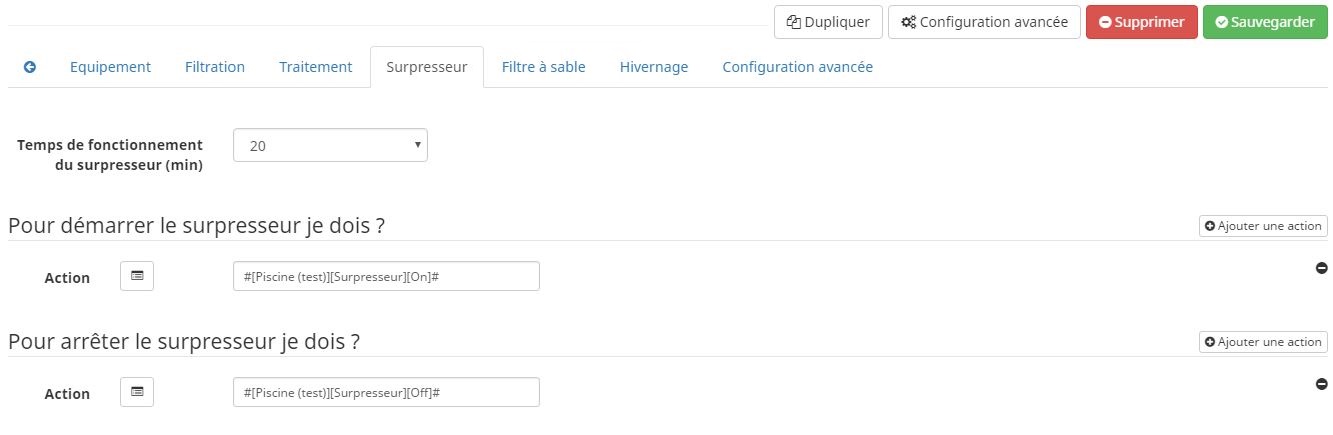 Dupliquer Configuration avancée Supprimer Sauvegarder
Equipement Filtration Traitement Surpresseur Filtre à sable Hivernage Configuration avancée
Temps de fonctionnement
du surpresseur (min)
20
Pour démarrer le surpresseur je dois ?
Ajouter une action
Action
#[Piscine (test)][Surpresseur][On]#
Pour arrêter le surpresseur je dois ?
Ajouter une action
Action
#[Piscine (test)][Surpresseur][Off]#